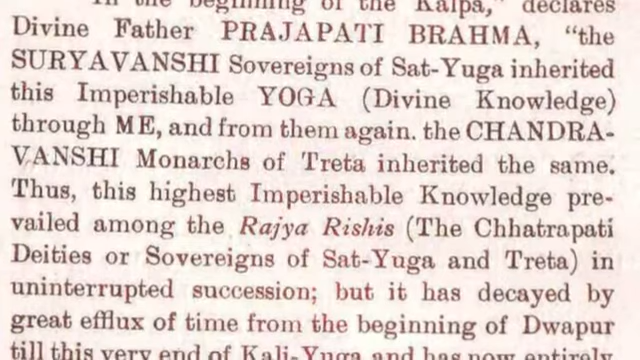 In the beginning of the Kalpa," declares
Divine Father PRAJAPATI BRAHMA, "the
SURYAVANSHI Sovereigns of Sat-Yuga inherited
this Imperishable YOGA (Divine Knowledge)
through ME, and from them again. the CHANDRA-
VANSHI Monarchs of Treta inherited the same.
Thus, this highest Imperishable Knowledge pre-
vailed among the Rajya Rishis (The Chhatrapati
Deities or Sovereigns of Sat-Yuga and Treta) in
uninterrupted succession; but it has decayed by
great efflux of time from the beginning of Dwapur
till this very end of Kali-Yuga and has now entirely